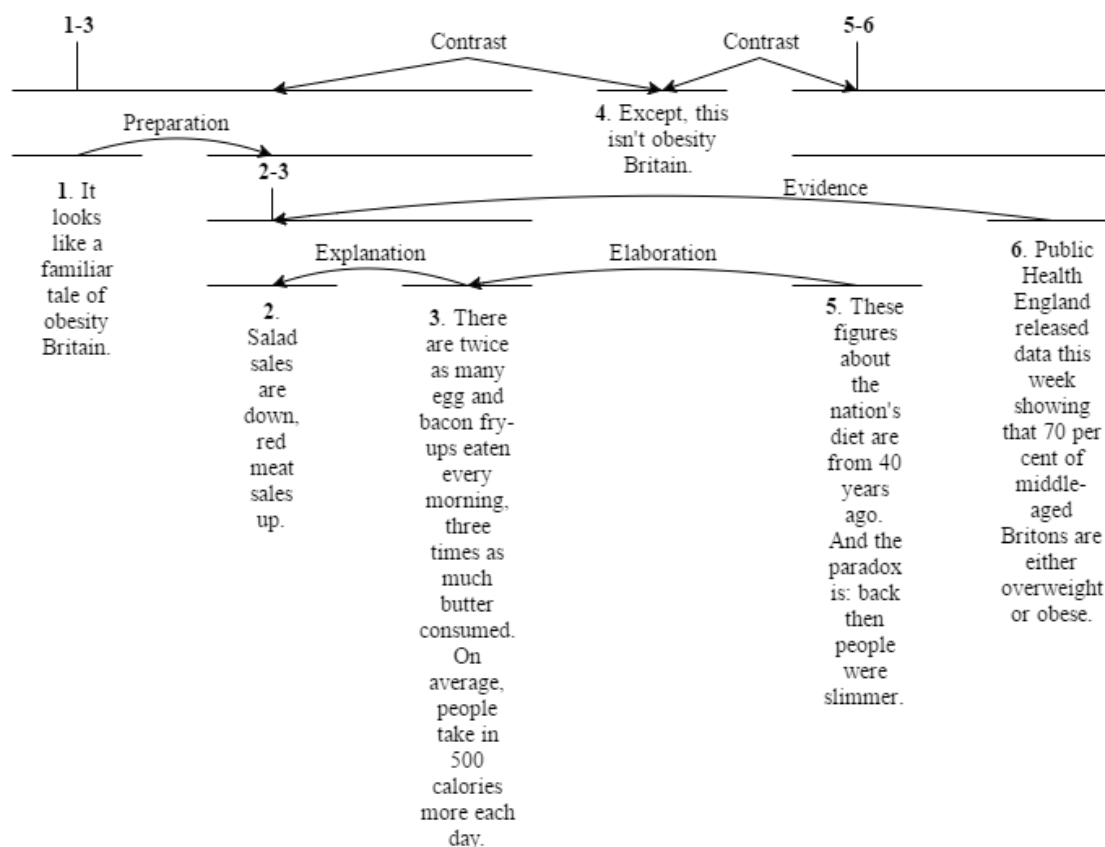 1-3
5-6
Contrast
Contrast
Preparation
4. Except, this
isn't obesity
Britain.
2-3
Evidence
1. It
looks
like a
familiar
tale of
obesity
Britain.
Explanation
Elaboration
2.
Salad
sales
are
down,
red
meat
sales
up.
3. There
are twice
as many
egg and
bacon fry-
ups eaten
every
morning,
three
times as
much
butter
consumed.
On
average,
people
take in
500
calories
more each
day.
5. These
figures
about
the
nation's
diet are
from 40
years
ago.
And the
paradox
is: back
then
people
were
slimmer.
6. Public
Health
England
released
data this
week
showing
that 70 per
cent of
middle-
aged
Britons are
either
overweight
or obese.